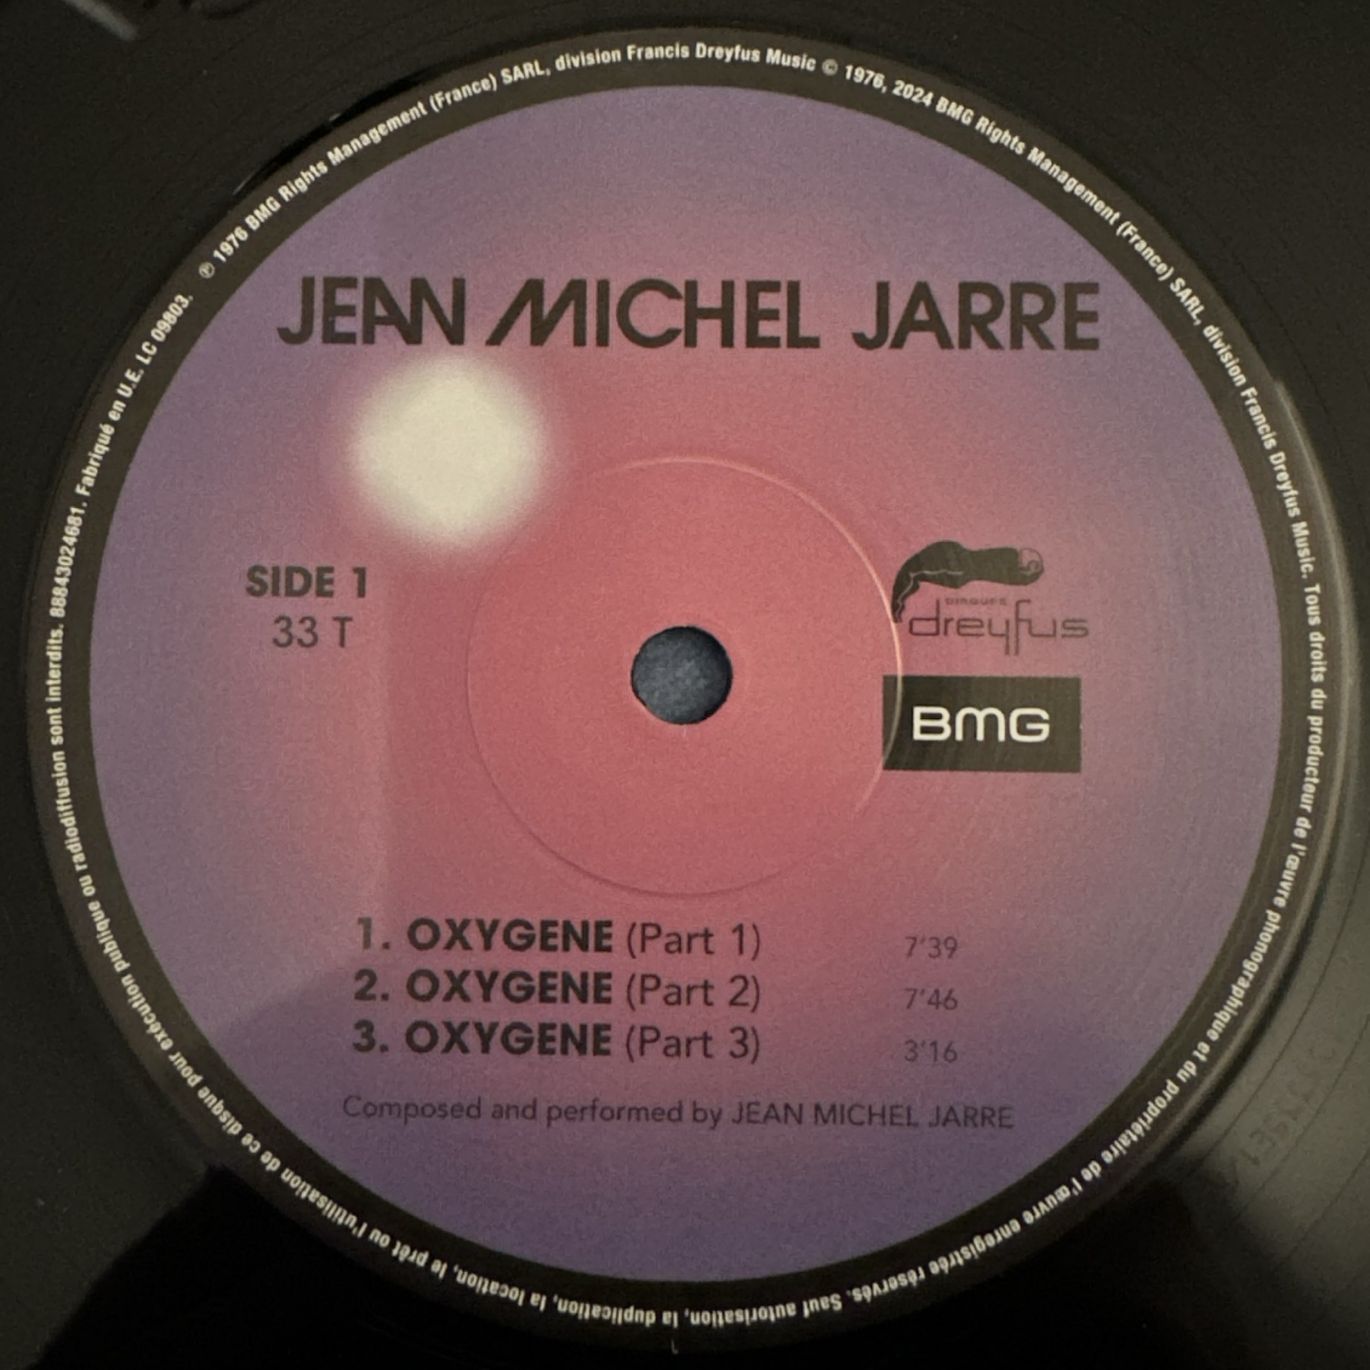 JEAN MICHEL JARRE
SIDE 1
33 T
DISQUES
dreyfus
BMG
1. OXYGENE (Part 1) 7'39
2. OXYGENE (Part 2) 7'46
3. OXYGENE (Part 3) 3'16
Composed and performed by JEAN MICHEL JARRE
℗ 1976 BMG Rights Management (France) SARL, division Francis Dreyfus Music © 1976, 2024 BMG Rights Management (France) SARL, division Francis Dreyfus Music. Tous droits du producteur de l'œuvre phonographique et du propriétaire de l'œuvre enregistrée réservés. Sauf autorisation, la duplication, la location, le prêt ou l'utilisation de ce disque pour exécution publique ou radiodiffusion sont interdits. 88843024681. Fabriqué en U.E. LC 09803.